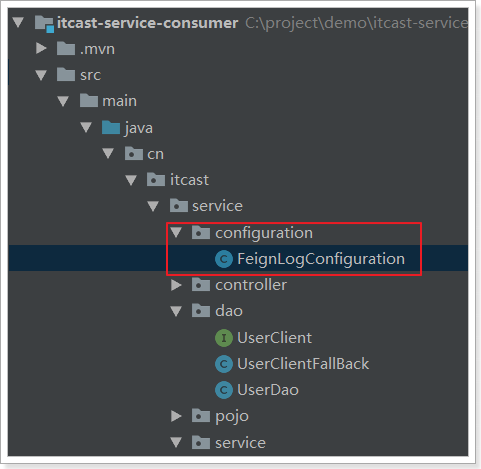 itcast-service-consumer C:\project\demo\itcast-service
.mvn
src
main
java
cn
itcast
service
configuration
FeignLogConfiguration
controller
dao
UserClient
UserClientFallBack
UserDao
pojo
service